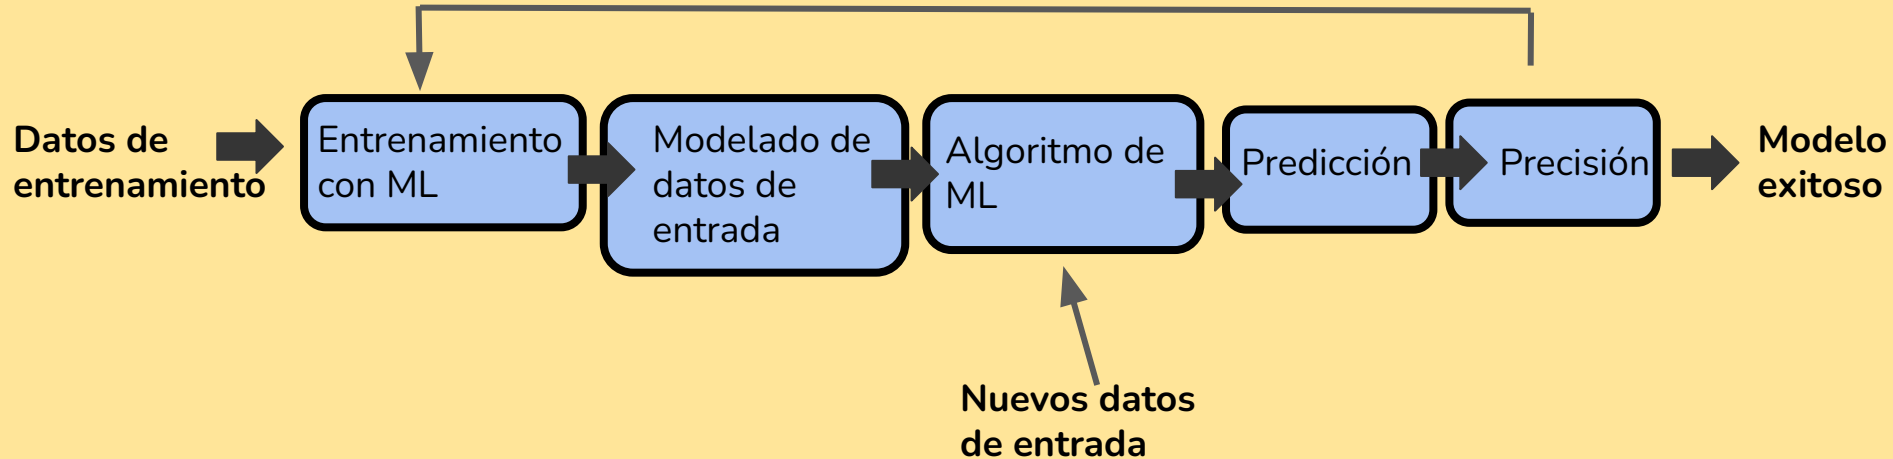 Datos de
entrenamiento
Entrenamiento
con ML
Modelado de
datos de
entrada
Algoritmo de
ML
Predicción
Precisión
Modelo
exitoso
Nuevos datos
de entrada